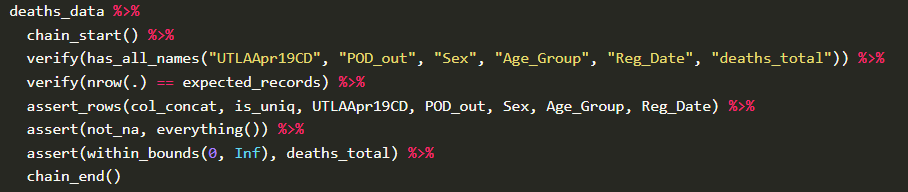 deaths_data %>%
chain_start() %>%
verify(has_all_names("UTLAApr19CD", "POD_out", "Sex", "Age_Group", "Reg_Date", "deaths_total")) %>%
verify(nrow(.) == expected_records) %>%
assert_rows(col_concat, is_uniq, UTLAApr19CD, POD_out, Sex, Age_Group, Reg_Date) %>%
assert(not_na, everything()) %>%
assert(within_bounds(0, Inf), deaths_total) %>%
chain_end()